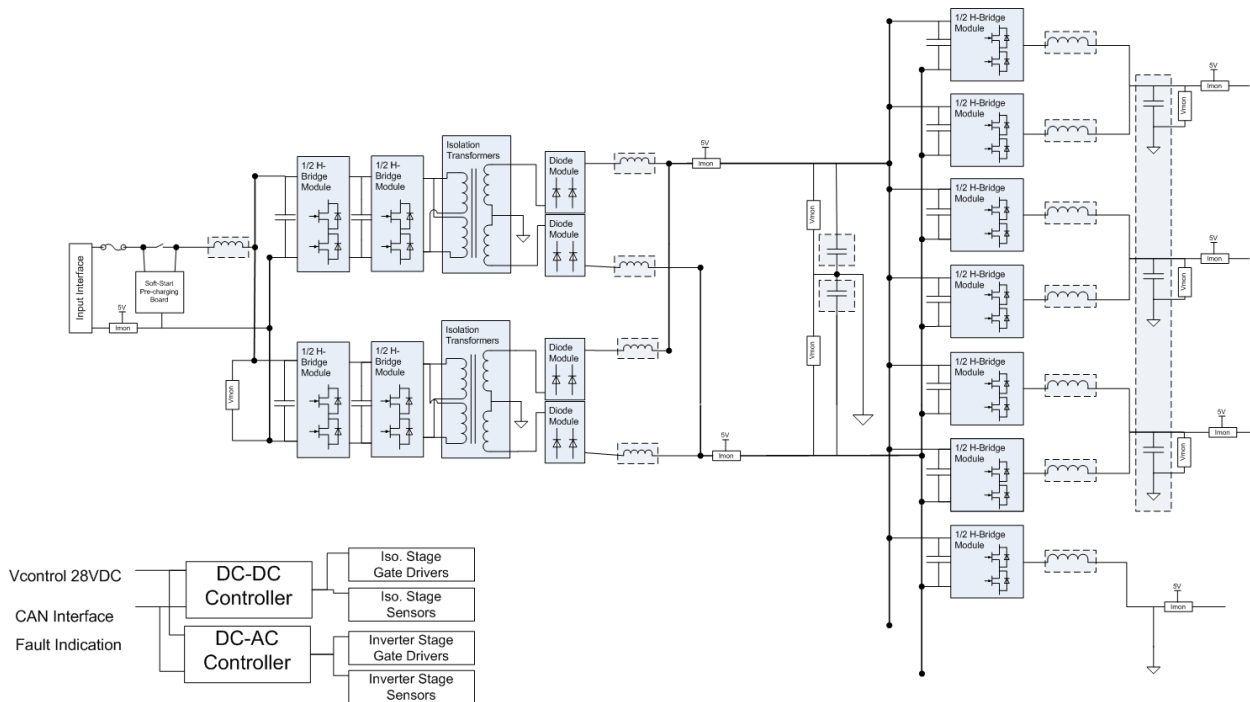 1/2 H-Bridge
Module
5V
Imon
Vmon
1/2 H-Bridge
Module
1/2 H-
Bridge
Module
1/2 H-
Bridge
Module
Isolation
Transformers
Diode
Module
5V
Imon
Diode
Module
Vmon
1/2 H-Bridge
Module
Input Interface
Soft-Start
Pre-charging
Board
5V
Imon
5V
Imon
Vmon
1/2 H-Bridge
Module
1/2 H-
Bridge
Module
1/2 H-
Bridge
Module
Isolation
Transformers
Diode
Module
Vmon
Vmon
1/2 H-Bridge
Module
Diode
Module
5V
Imon
5V
Imon
Vmon
1/2 H-Bridge
Module
1/2 H-Bridge
Module
5V
Imon
Vcontrol 28VDC
CAN Interface
Fault Indication
DC-DC
Controller
DC-AC
Controller
Iso. Stage
Gate Drivers
Iso. Stage
Sensors
Inverter Stage
Gate Drivers
Inverter Stage
Sensors